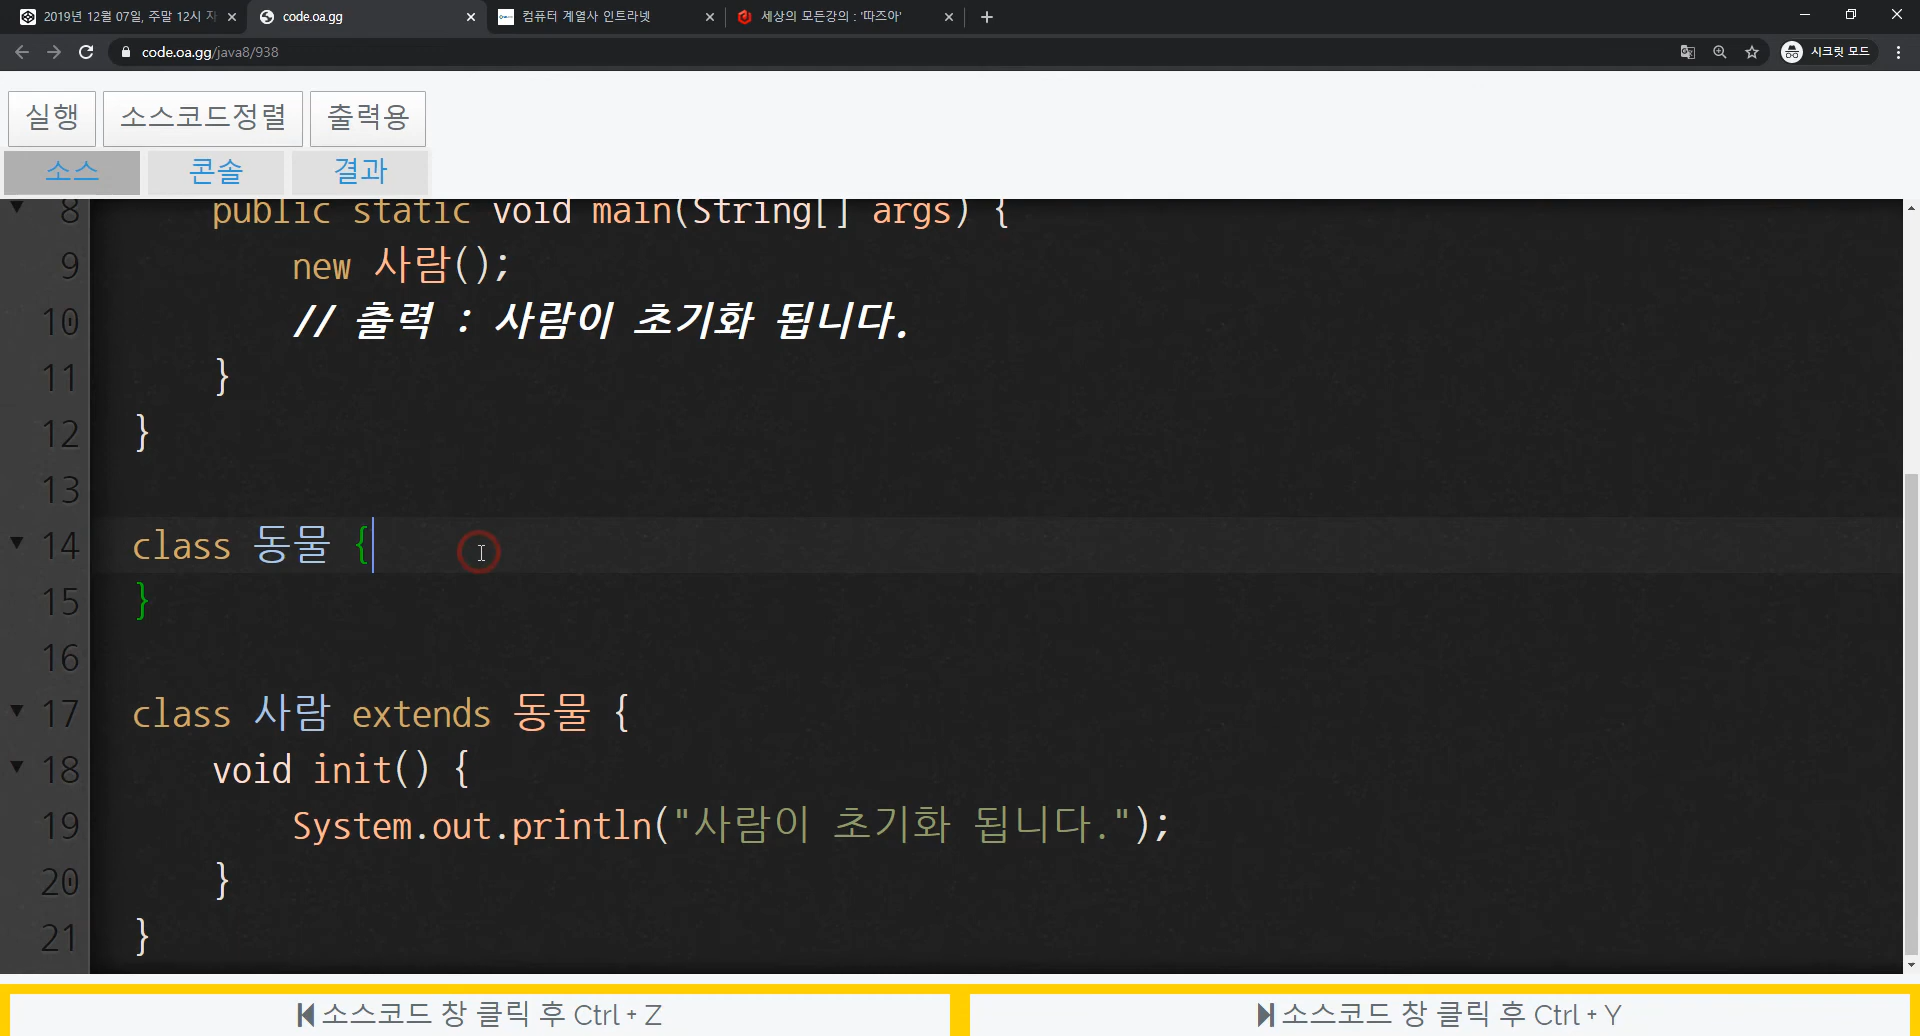 2019년 12월 07일, 주말 12시 자
code.oa.gg
컴퓨터 계열사 인트라넷
세상의 모든강의 : '따즈아'
code.oa.gg/java8/938
시크릿 모드
실행
소스코드정렬
출력용
소스
콘솔
결과
8 public static void main(String[] args) {
9 new 사람();
10 // 출력 : 사람이 초기화 됩니다.
11 }
12 }
13
14 class 동물 {
15 }
16
17 class 사람 extends 동물 {
18 void init() {
19 System.out.println("사람이 초기화 됩니다.");
20 }
21 }
소스코드 창 클릭 후 Ctrl + Z
소스코드 창 클릭 후 Ctrl + Y